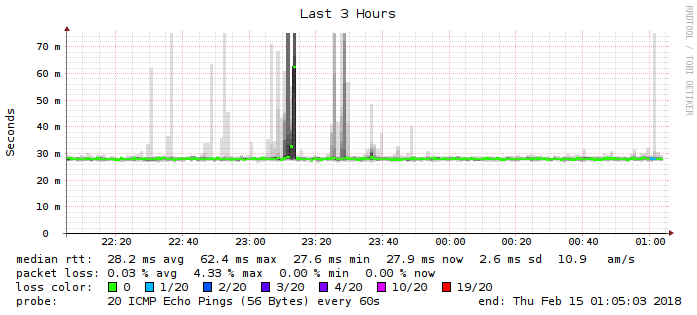 Last 3 Hours
RRDTOOL / TOBI OETIKER
Seconds
70 m
60 m
50 m
40 m
30 m
20 m
10 m
0
22:20 22:40 23:00 23:20 23:40 00:00 00:20 00:40 01:00
median rtt: 28.2 ms avg 62.4 ms max 27.6 ms min 27.9 ms now 2.6 ms sd 10.9 am/s
packet loss: 0.03 % avg 4.33 % max 0.00 % min 0.00 % now
loss color: 0 1/20 2/20 3/20 4/20 10/20 19/20
probe: 20 ICMP Echo Pings (56 Bytes) every 60s end: Thu Feb 15 01:05:03 2018